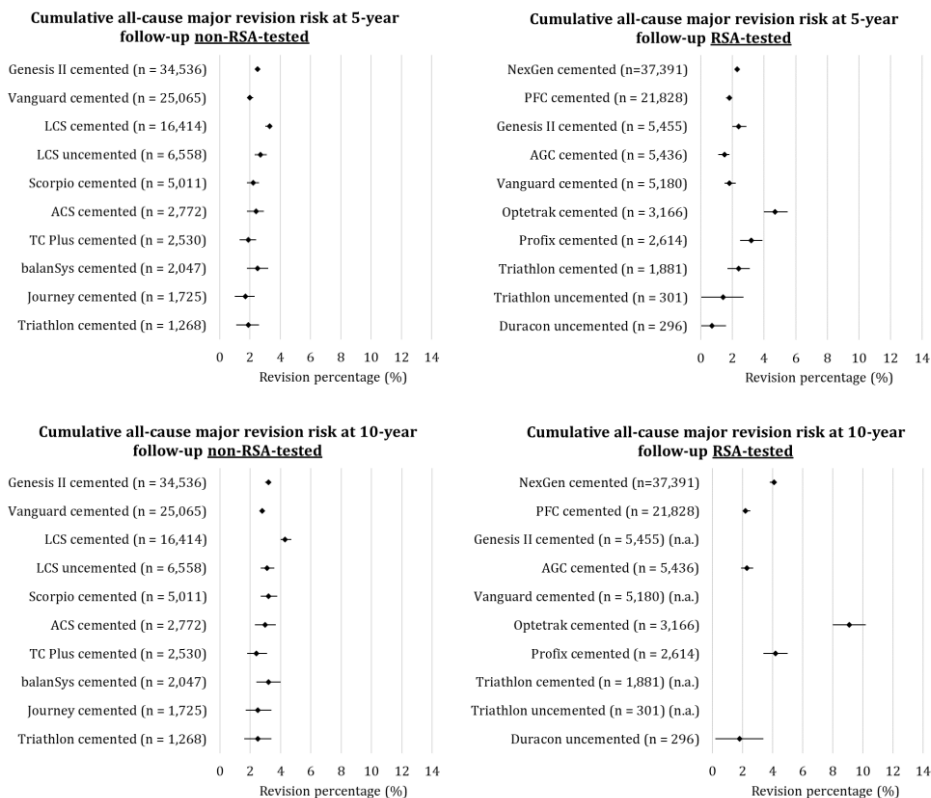 Cumulative all-cause major revision risk at 5-year
follow-up non-RSA-tested
Genesis II cemented (n = 34,536)
Vanguard cemented (n = 25,065)
LCS cemented (n = 16,414)
LCS uncemented (n = 6,558)
Scorpio cemented (n = 5,011)
ACS cemented (n = 2,772)
TC Plus cemented (n = 2,530)
balanSys cemented (n = 2,047)
Journey cemented (n = 1,725)
Triathlon cemented (n = 1,268)
0 2 4 6 8 10 12 14
Revision percentage (%)
Cumulative all-cause major revision risk at 5-year
follow-up RSA-tested
NexGen cemented (n=37,391)
PFC cemented (n = 21,828)
Genesis II cemented (n = 5,455)
AGC cemented (n = 5,436)
Vanguard cemented (n = 5,180)
Optetrak cemented (n = 3,166)
Profix cemented (n = 2,614)
Triathlon cemented (n = 1,881)
Triathlon uncemented (n = 301)
Duracon uncemented (n = 296)
0 2 4 6 8 10 12 14
Revision percentage (%)
Cumulative all-cause major revision risk at 10-year
follow-up non-RSA-tested
Genesis II cemented (n = 34,536)
Vanguard cemented (n = 25,065)
LCS cemented (n = 16,414)
LCS uncemented (n = 6,558)
Scorpio cemented (n = 5,011)
ACS cemented (n = 2,772)
TC Plus cemented (n = 2,530)
balanSys cemented (n = 2,047)
Journey cemented (n = 1,725)
Triathlon cemented (n = 1,268)
0 2 4 6 8 10 12 14
Revision percentage (%)
Cumulative all-cause major revision risk at 10-year
follow-up RSA-tested
NexGen cemented (n=37,391)
PFC cemented (n = 21,828)
Genesis II cemented (n = 5,455) (n.a.)
AGC cemented (n = 5,436)
Vanguard cemented (n = 5,180) (n.a.)
Optetrak cemented (n = 3,166)
Profix cemented (n = 2,614)
Triathlon cemented (n = 1,881) (n.a.)
Triathlon uncemented (n = 301) (n.a.)
Duracon uncemented (n = 296)
0 2 4 6 8 10 12 14
Revision percentage (%)